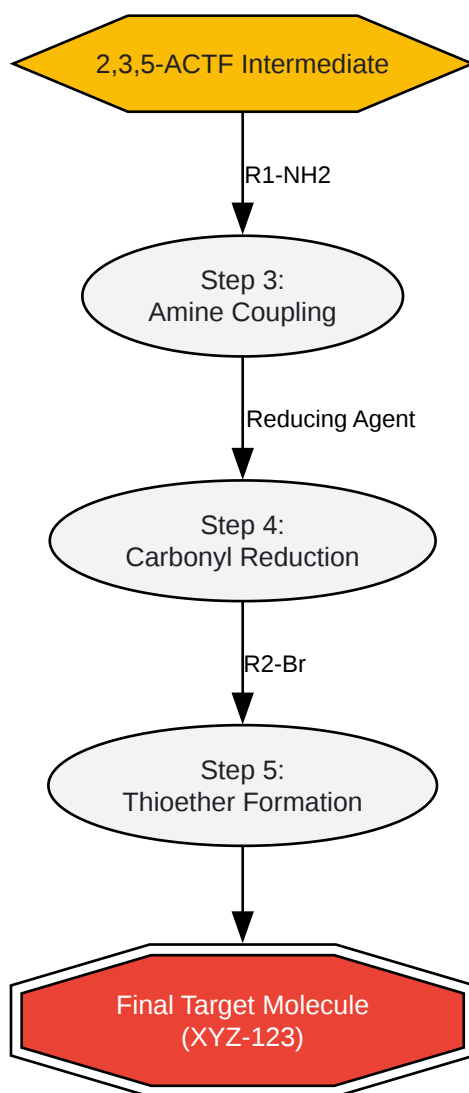 2,3,5-ACTF Intermediate
R1-NH2
Step 3:
Amine Coupling
Reducing Agent
Step 4:
Carbonyl Reduction
R2-Br
Step 5:
Thioether Formation
Final Target Molecule
(XYZ-123)